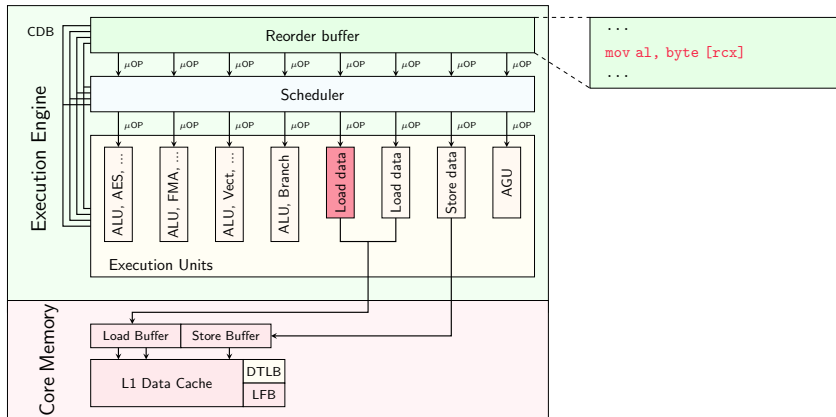 CDB
Reorder buffer
...
mov al, byte [rcx]
...
μOP μOP μOP μOP μOP μOP μOP μOP
Scheduler
μOP μOP μOP μOP μOP μOP μOP μOP
Execution Engine
ALU, AES, ...
ALU, FMA, ...
ALU, Vect, ...
ALU, Branch
Load data
Load data
Store data
AGU
Execution Units
Core Memory
Load Buffer
Store Buffer
L1 Data Cache
DTLB
LFB